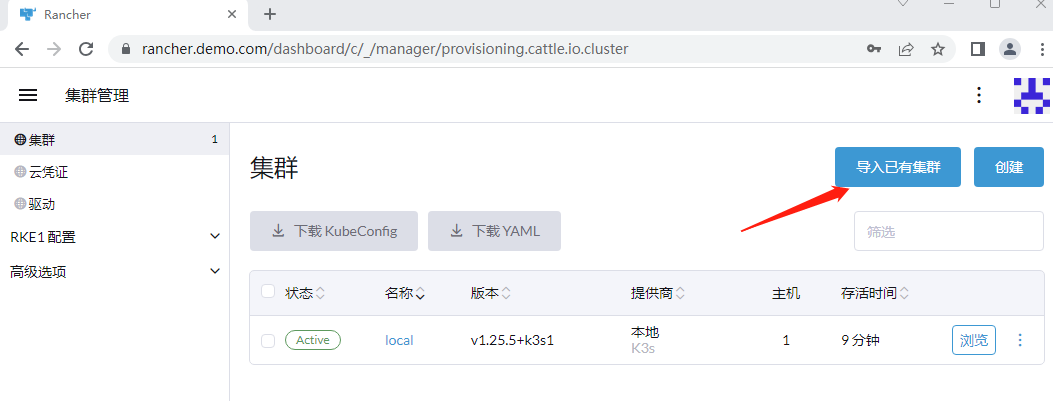 Rancher
rancher.demo.com/dashboard/c/_/manager/provisioning.cattle.io.cluster
集群管理
集群 1
云凭证
驱动
RKE1 配置
高级选项
集群
导入已有集群 创建
下载 KubeConfig 下载 YAML 筛选
状态 名称 版本 提供商 主机 存活时间
Active local v1.25.5+k3s1 本地 1 9 分钟 浏览
K3s